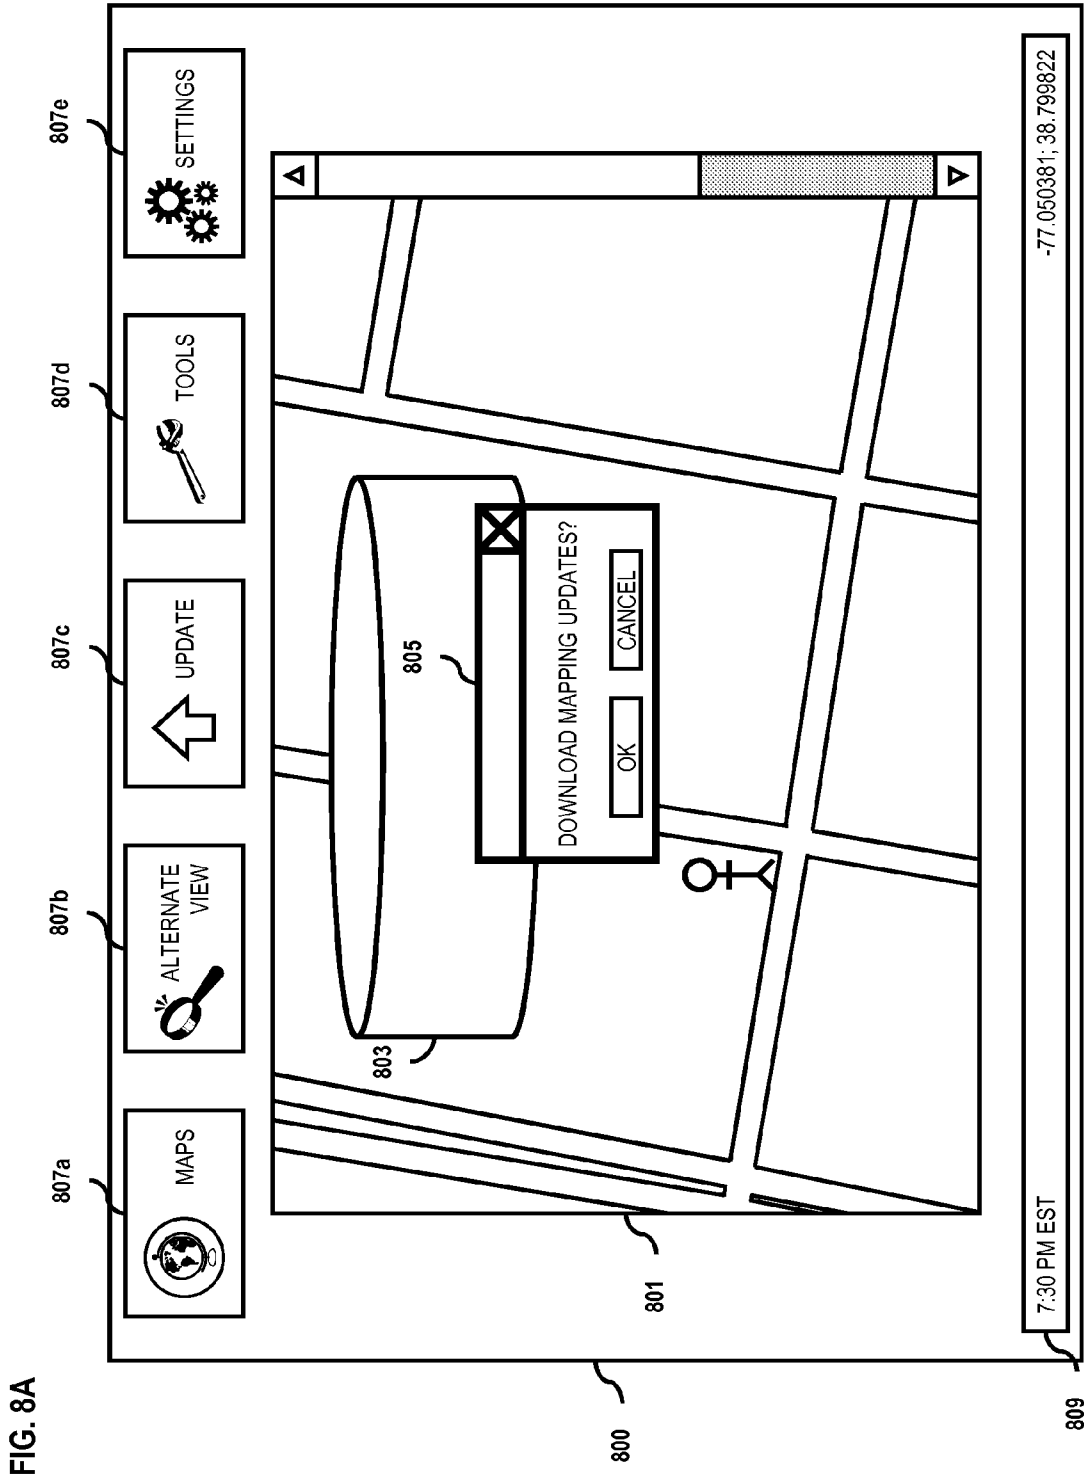 FIG. 8A
807a
807b
807c
807d
807e
MAPS
ALTERNATE
VIEW
UPDATE
TOOLS
SETTINGS
803
805
DOWNLOAD MAPPING UPDATES?
OK
CANCEL
801
800
7:30 PM EST
-77.050381; 38.799822
809